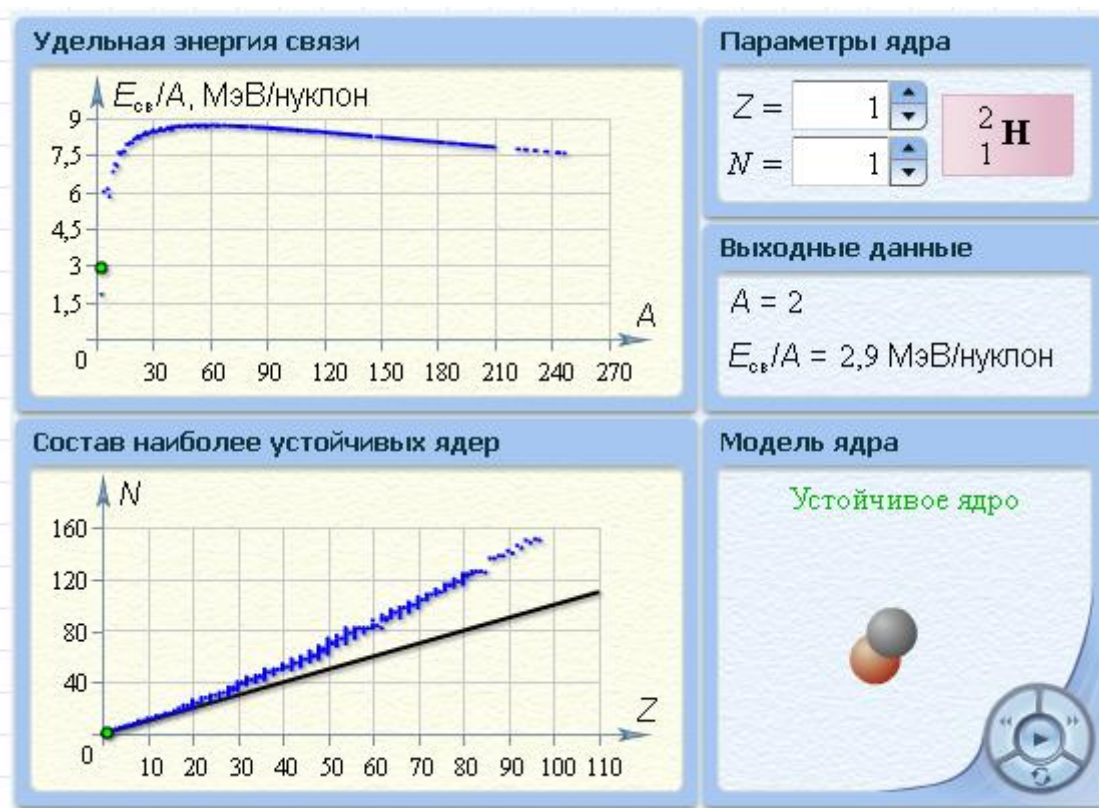 Удельная энергия связи
E св/A, МэВ/нуклон
9
7,5
6
4,5
3
1,5
0
30 60 90 120 150 180 210 240 270
A
Параметры ядра
Z = 1
N = 1
2
1 H
Выходные данные
A = 2
E св/A = 2,9 МэВ/нуклон
Состав наиболее устойчивых ядер
N
160
120
80
40
0
10 20 30 40 50 60 70 80 90 100 110
Z
Модель ядра
Устойчивое ядро